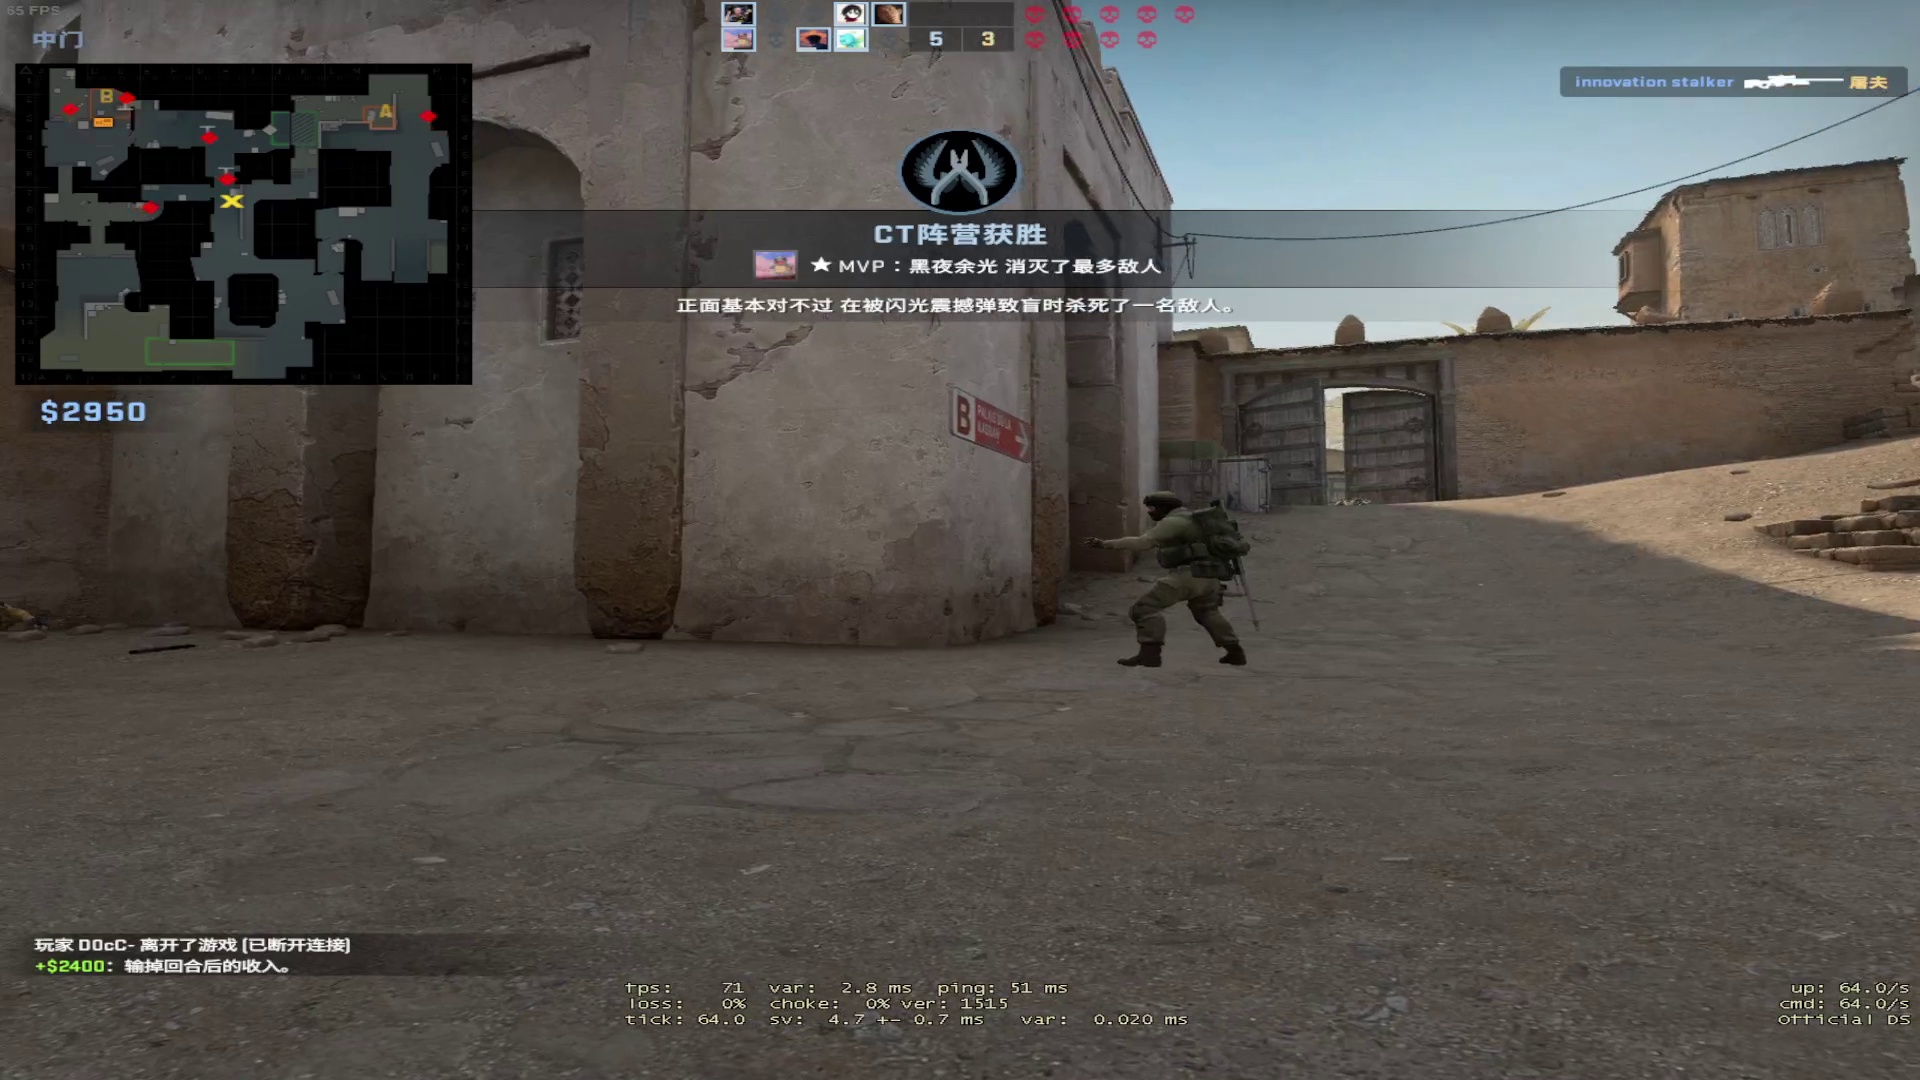 65 FPS
中门
5 3
innovation stalker 屠夫
B
A
CT阵营获胜
★ MVP：黑夜余光 消灭了最多敌人
正面基本对不过 在被闪光震撼弹致盲时杀死了一名敌人。
$2950
B
玩家 D0cC- 离开了游戏 [已断开连接]
+$2400：输掉回合后的收入。
fps: 71 var: 2.8 ms ping: 51 ms
loss: 0% choke: 0% ver: 1515
tick: 64.0 sv: 4.7 +- 0.7 ms var: 0.020 ms
up: 64.0/s
cmd: 64.0/s
Official DS